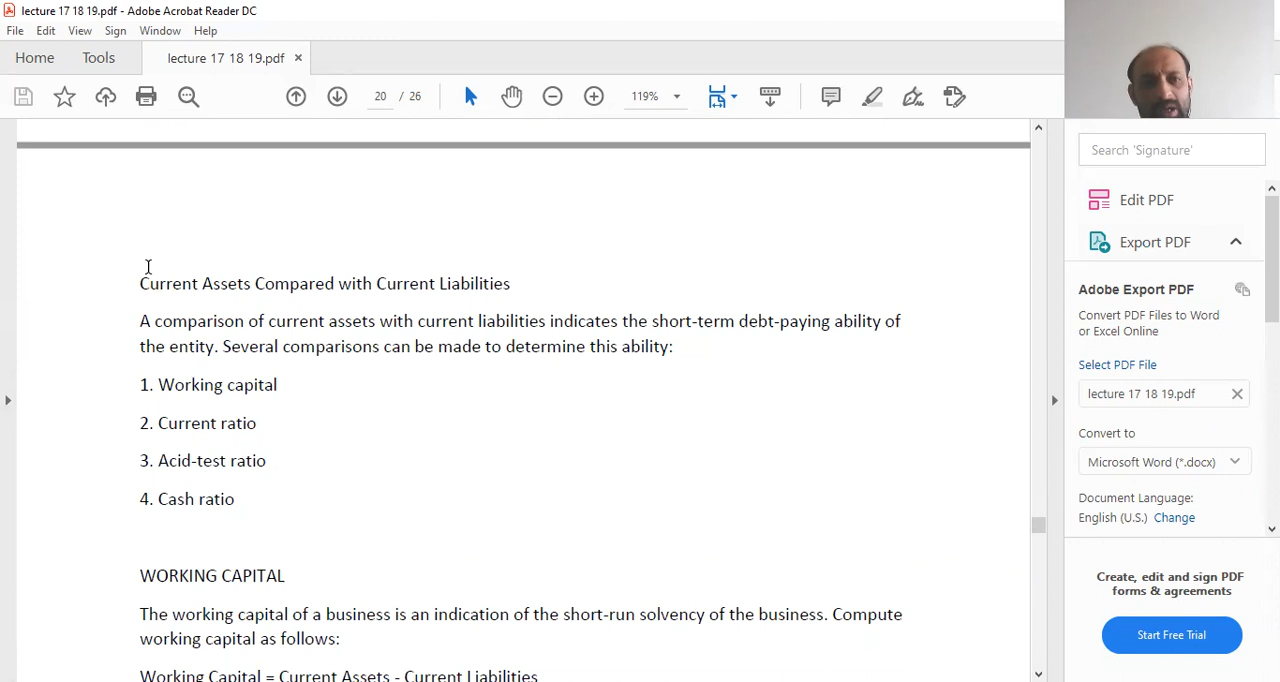 lecture 17 18 19.pdf - Adobe Acrobat Reader DC
File Edit View Sign Window Help
Home Tools lecture 17 18 19.pdf ×
20 / 26 119%
Search 'Signature'
Edit PDF
Export PDF
Adobe Export PDF
Convert PDF Files to Word
or Excel Online
Select PDF File
lecture 17 18 19.pdf
Convert to
Microsoft Word (*.docx)
Document Language:
English (U.S.) Change
Create, edit and sign PDF
forms & agreements
Start Free Trial
Current Assets Compared with Current Liabilities
A comparison of current assets with current liabilities indicates the short-term debt-paying ability of
the entity. Several comparisons can be made to determine this ability:
1. Working capital
2. Current ratio
3. Acid-test ratio
4. Cash ratio
WORKING CAPITAL
The working capital of a business is an indication of the short-run solvency of the business. Compute
working capital as follows:
Working Capital = Current Assets - Current Liabilities